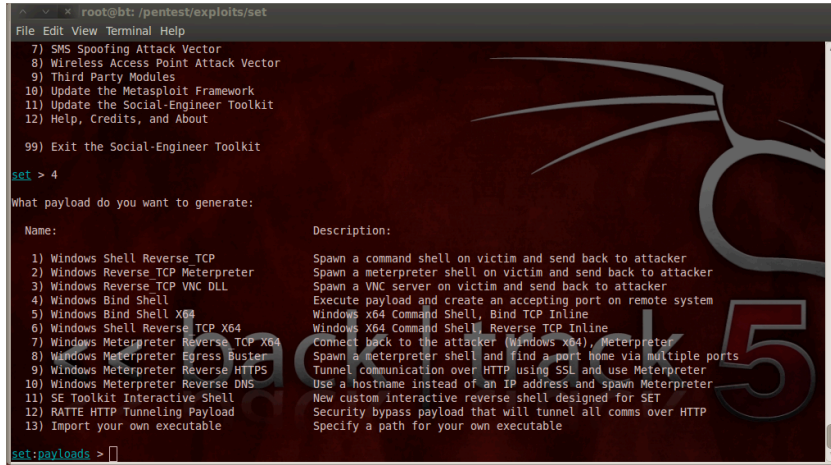 root@bt: /pentest/exploits/set
File Edit View Terminal Help
7) SMS Spoofing Attack Vector
8) Wireless Access Point Attack Vector
9) Third Party Modules
10) Update the Metasploit Framework
11) Update the Social-Engineer Toolkit
12) Help, Credits, and About
99) Exit the Social-Engineer Toolkit
set > 4
What payload do you want to generate:
Name: Description:
1) Windows Shell Reverse_TCP Spawn a command shell on victim and send back to attacker
2) Windows Reverse_TCP Meterpreter Spawn a meterpreter shell on victim and send back to attacker
3) Windows Reverse_TCP VNC DLL Spawn a VNC server on victim and send back to attacker
4) Windows Bind Shell Execute payload and create an accepting port on remote system
5) Windows Bind Shell X64 Windows x64 Command Shell, Bind TCP Inline
6) Windows Shell Reverse_TCP X64 Windows X64 Command Shell, Reverse TCP Inline
7) Windows Meterpreter Reverse_TCP X64 Connect back to the attacker (Windows x64), Meterpreter
8) Windows Meterpreter Egress Buster Spawn a meterpreter shell and find a port home via multiple ports
9) Windows Meterpreter Reverse HTTPS Tunnel communication over HTTP using SSL and use Meterpreter
10) Windows Meterpreter Reverse DNS Use a hostname instead of an IP address and spawn Meterpreter
11) SE Toolkit Interactive Shell New custom interactive reverse shell designed for SET
12) RATTE HTTP Tunneling Payload Security bypass payload that will tunnel all comms over HTTP
13) Import your own executable Specify a path for your own executable
set:payloads >
<< back | track 5